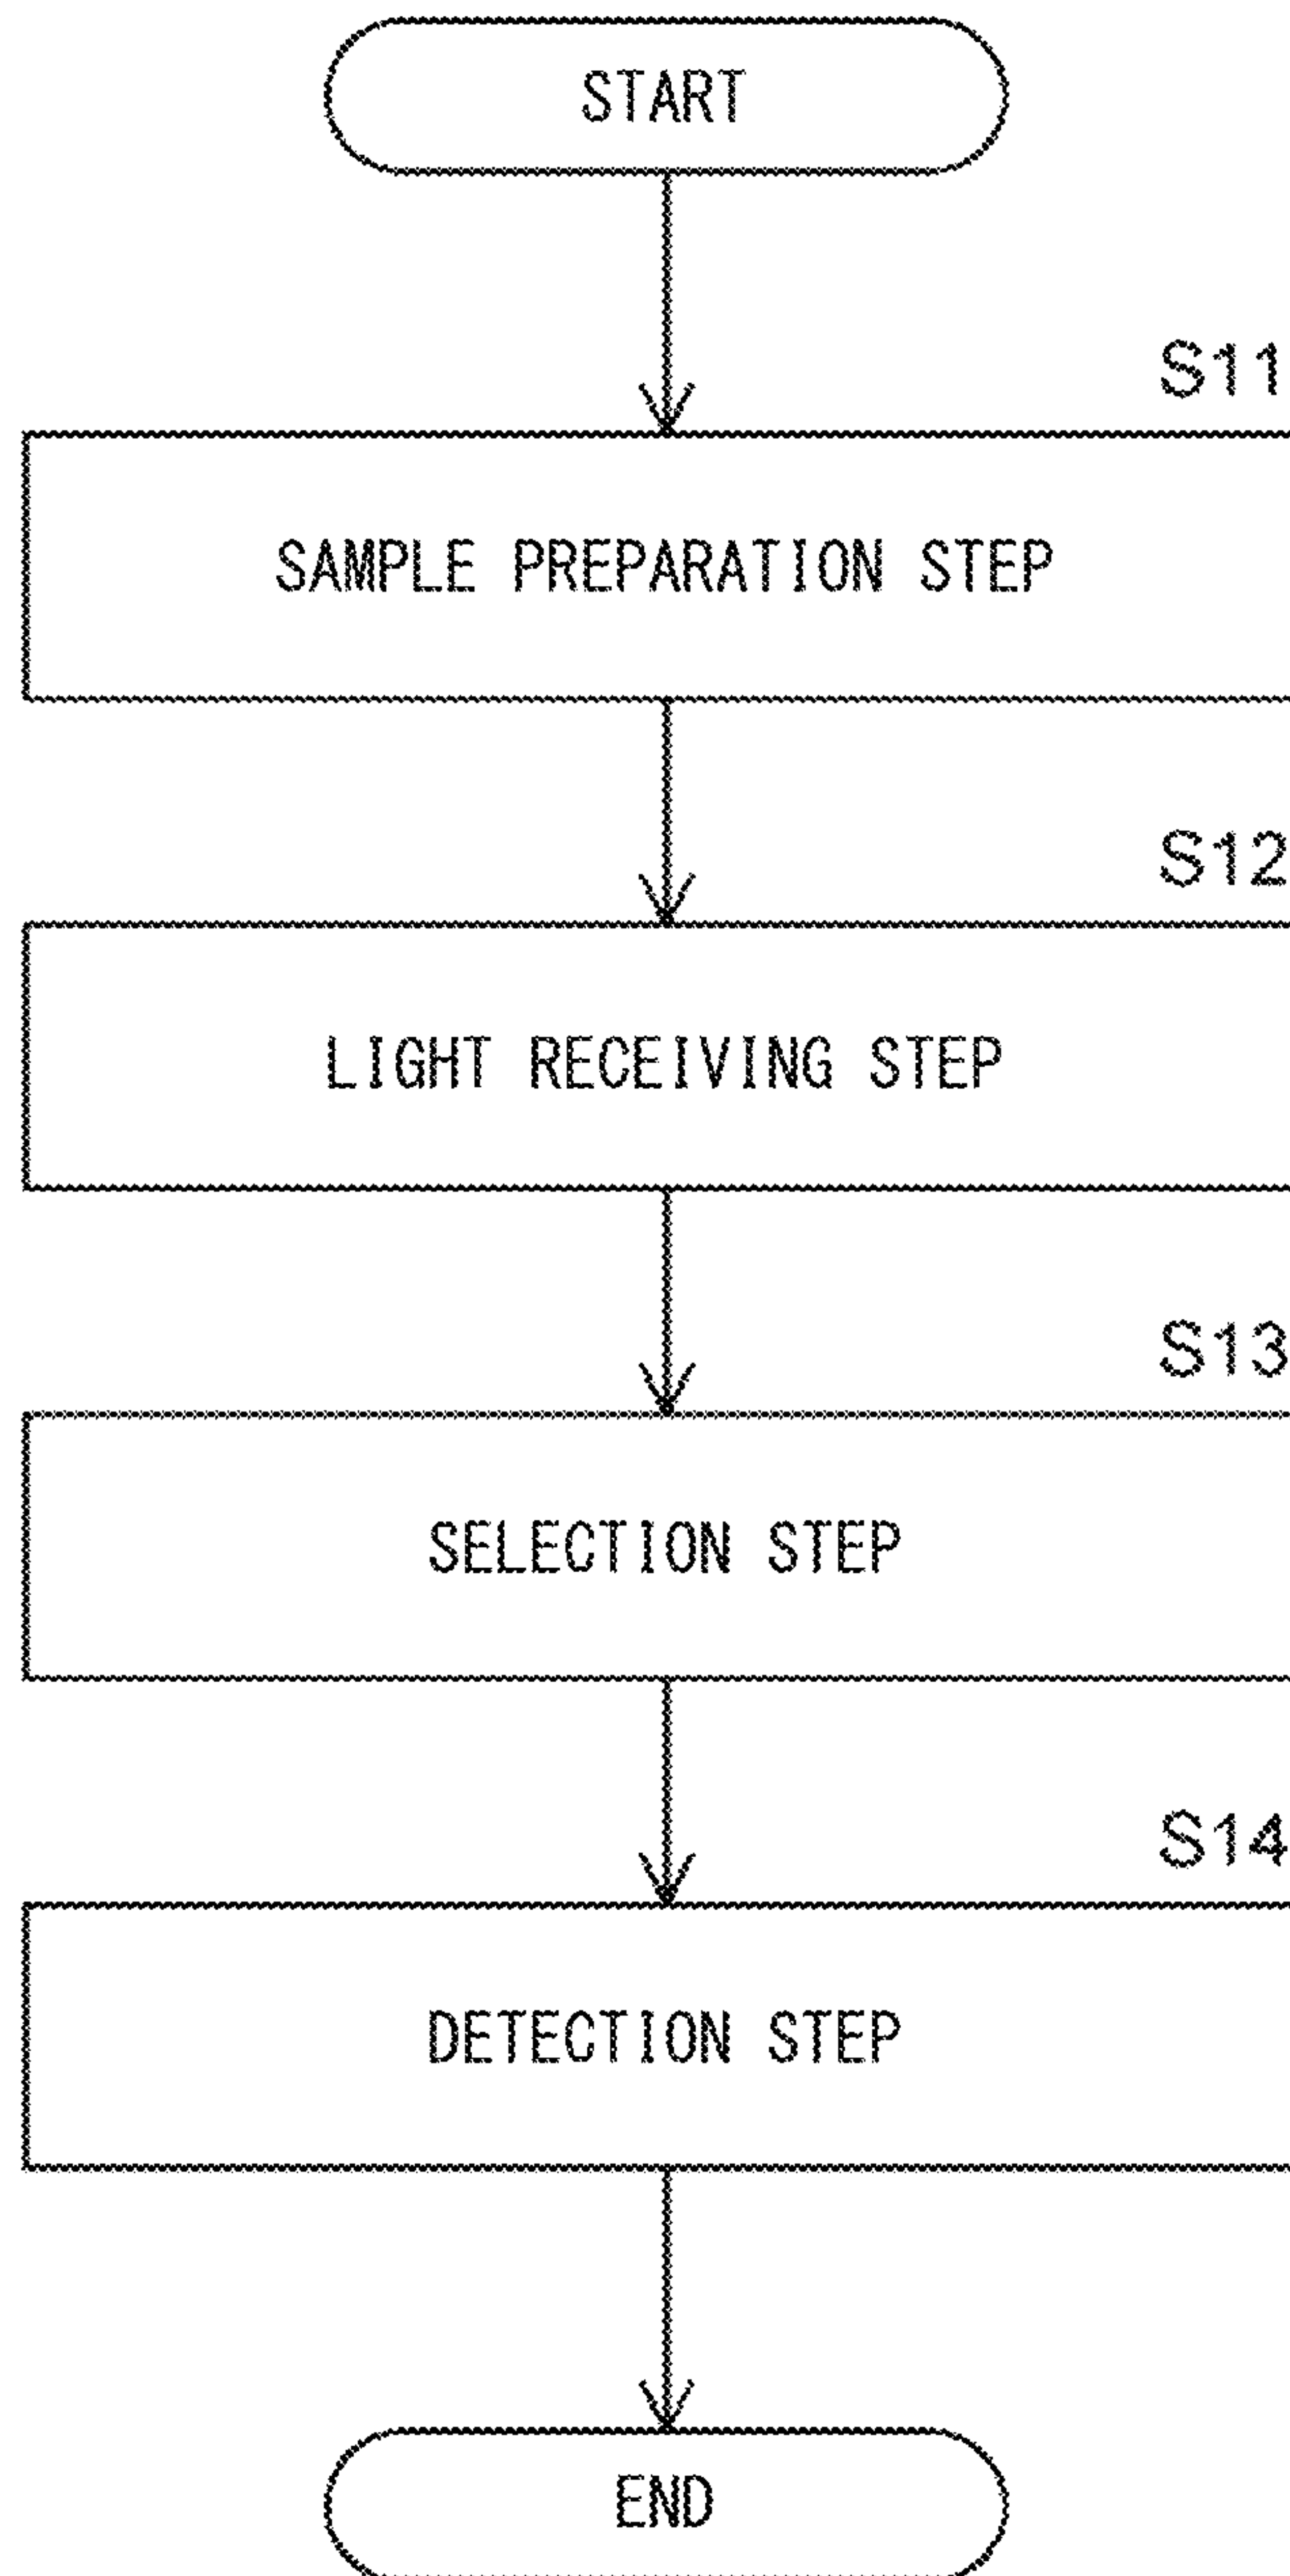 START
S11
SAMPLE PREPARATION STEP
S12
LIGHT RECEIVING STEP
S13
SELECTION STEP
S14
DETECTION STEP
END